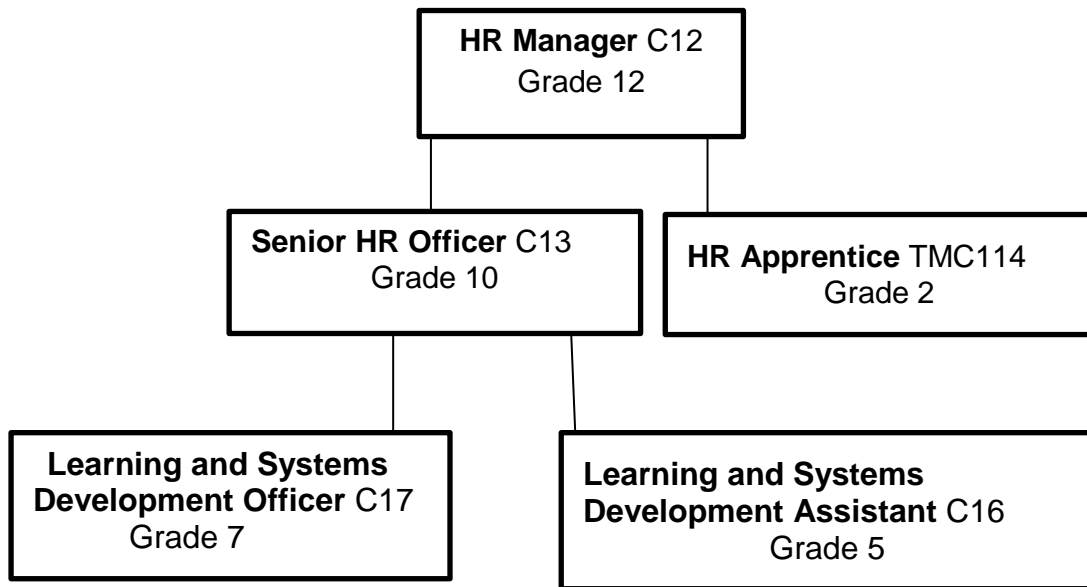 HR Manager C12
Grade 12
Senior HR Officer C13
Grade 10
HR Apprentice TMC114
Grade 2
Learning and Systems
Development Officer C17
Grade 7
Learning and Systems
Development Assistant C16
Grade 5